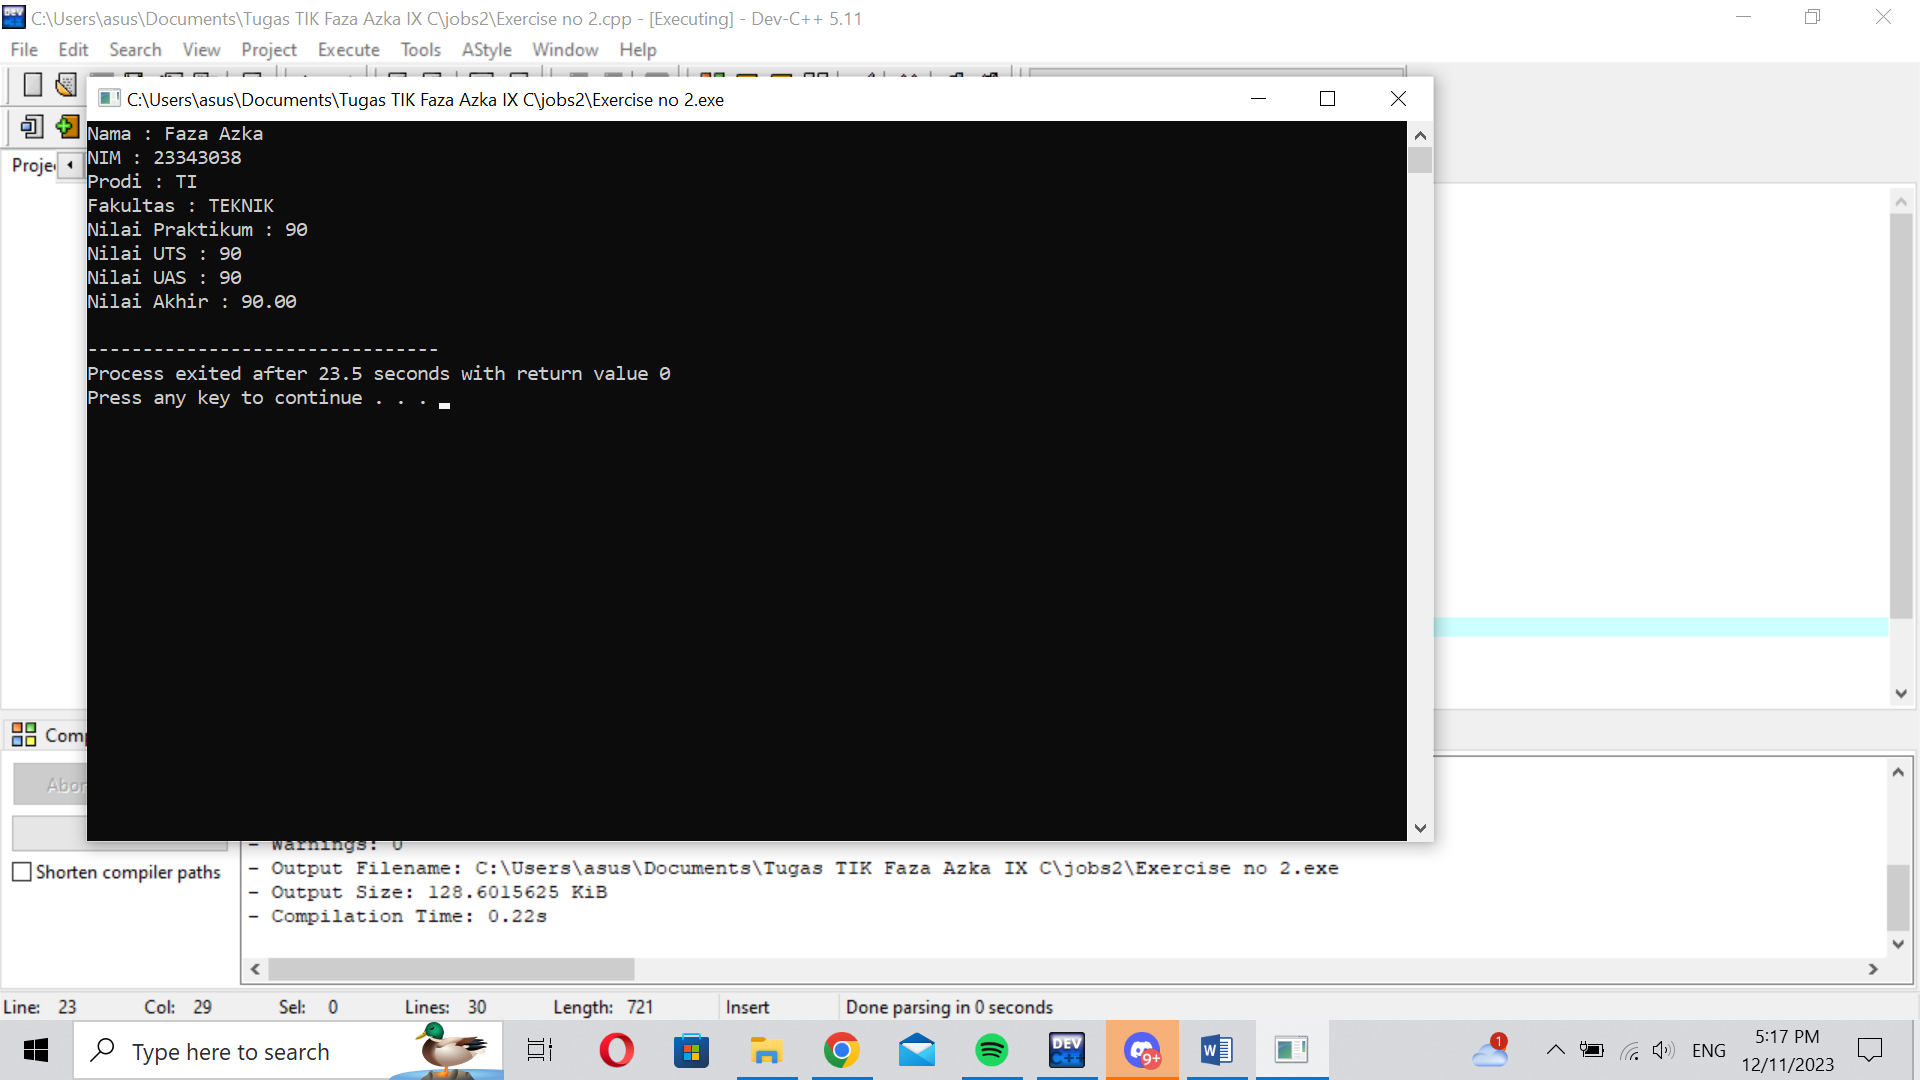 C:\Users\asus\Documents\Tugas TIK Faza Azka IX C\jobs2\Exercise no 2.cpp - [Executing] - Dev-C++ 5.11
File Edit Search View Project Execute Tools AStyle Window Help
C:\Users\asus\Documents\Tugas TIK Faza Azka IX C\jobs2\Exercise no 2.exe
Nama : Faza Azka
NIM : 23343038
Prodi : TI
Fakultas : TEKNIK
Nilai Praktikum : 90
Nilai UTS : 90
Nilai UAS : 90
Nilai Akhir : 90.00
--------------------------------
Process exited after 23.5 seconds with return value 0
Press any key to continue . . .
- Warnings: 0
Shorten compiler paths
- Output Filename: C:\Users\asus\Documents\Tugas TIK Faza Azka IX C\jobs2\Exercise no 2.exe
- Output Size: 128.6015625 KiB
- Compilation Time: 0.22s
Line: 23 Col: 29 Sel: 0 Lines: 30 Length: 721 Insert Done parsing in 0 seconds
Type here to search
DEV C++
9+
W
1
ENG
5:17 PM
12/11/2023